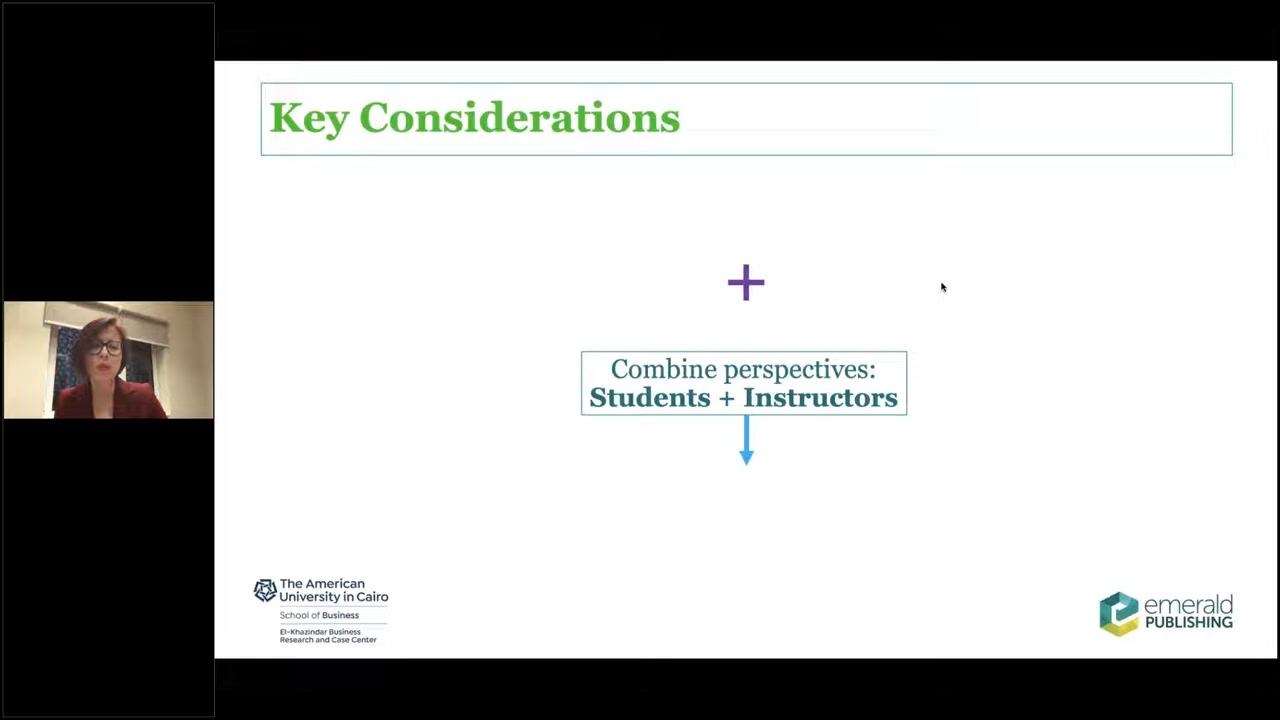 Key Considerations
+
Combine perspectives:
Students + Instructors
The American
University in Cairo
School of Business
El-Khazindar Business
Research and Case Center
emerald
PUBLISHING